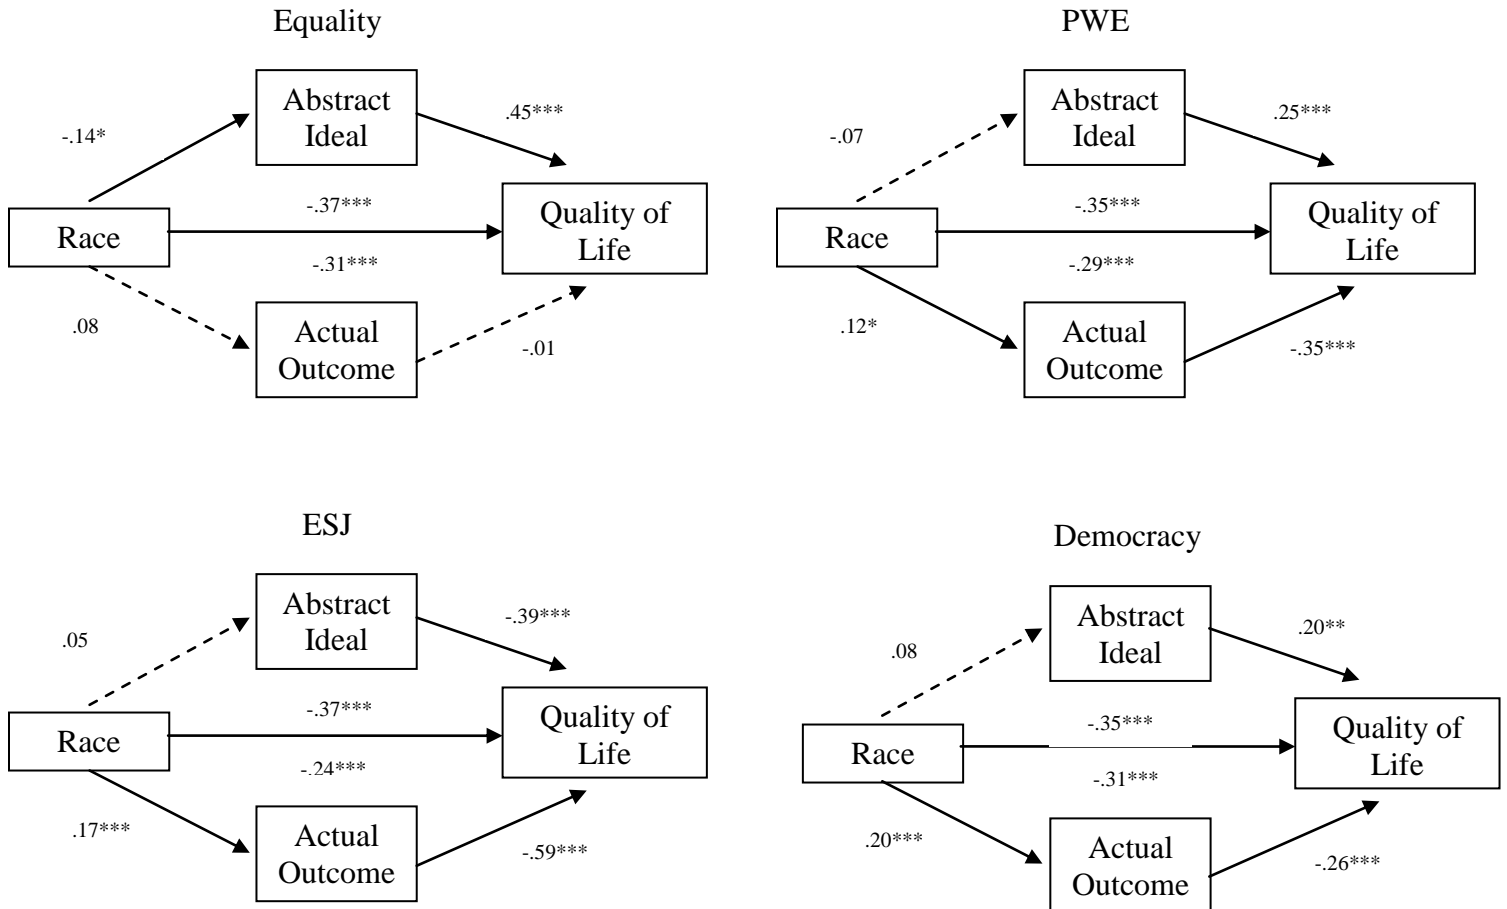 Equality
Abstract
Ideal
-.14*
.45***
Race
-.37***
-.31***
Quality of
Life
.08
Actual
Outcome
-.01
PWE
Abstract
Ideal
-.07
.25***
Race
-.35***
-.29***
Quality of
Life
.12*
Actual
Outcome
-.35***
ESJ
Abstract
Ideal
.05
-.39***
Race
-.37***
-.24***
Quality of
Life
.17***
Actual
Outcome
-.59***
Democracy
Abstract
Ideal
.08
.20**
Race
-.35***
-.31***
Quality of
Life
.20***
Actual
Outcome
-.26***